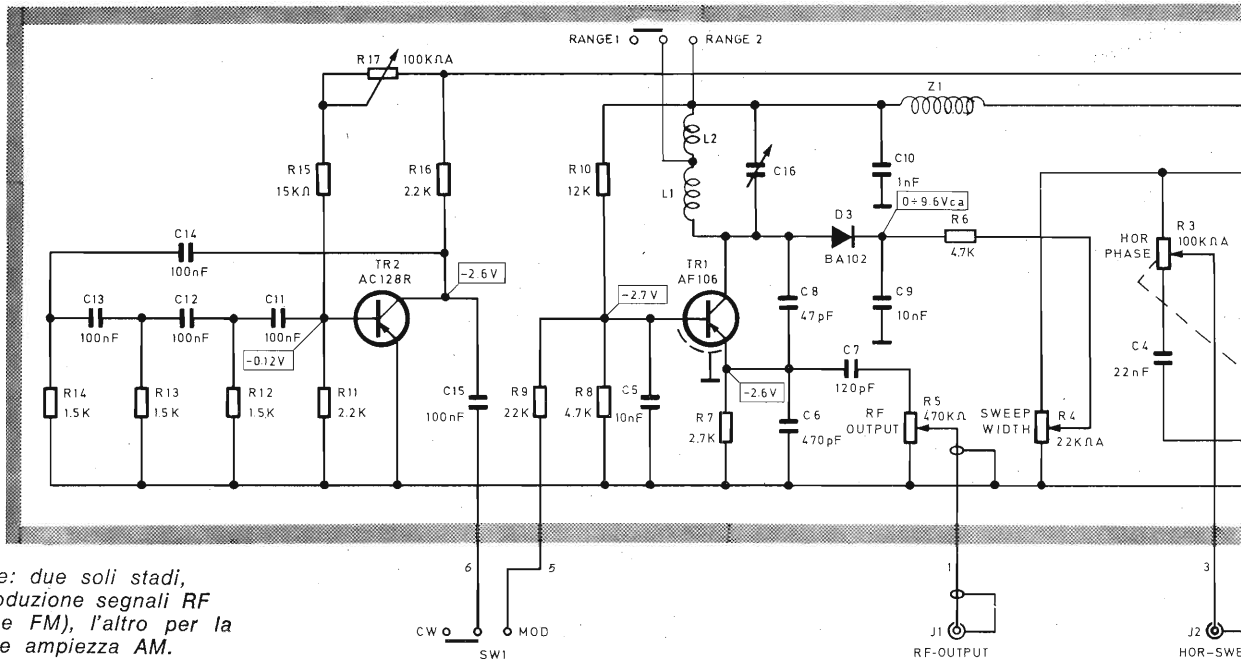 RANGE 1
RANGE 2
R17
100KΩA
Z1
L2
R15
15KΩ
R16
2.2K
R10
12K
L1
C16
C10
1nF
0÷9.6Vca
C14
100nF
TR2
AC128R
-2.6V
TR1
AF106
D3
BA102
R6
4.7K
R3
100KΩA
HOR
PHASE
C13
100nF
C12
100nF
C11
100nF
-2.7V
C8
47pF
C9
10nF
-0.12V
C7
120pF
C4
22nF
R14
1.5K
R13
1.5K
R12
1.5K
R11
2.2K
C15
100nF
R9
22K
R8
4.7K
C5
10nF
-2.6V
R7
2.7K
C6
470pF
RF
OUTPUT
R5
470KΩ
SWEEP
WIDTH
R4
22KΩA
e: due soli stadi,
oduzione segnali RF
e FM), l'altro per la
e ampiezza AM.
6
5
1
3
CW
MOD
SW1
J1
RF-OUTPUT
J2
HOR-SWE